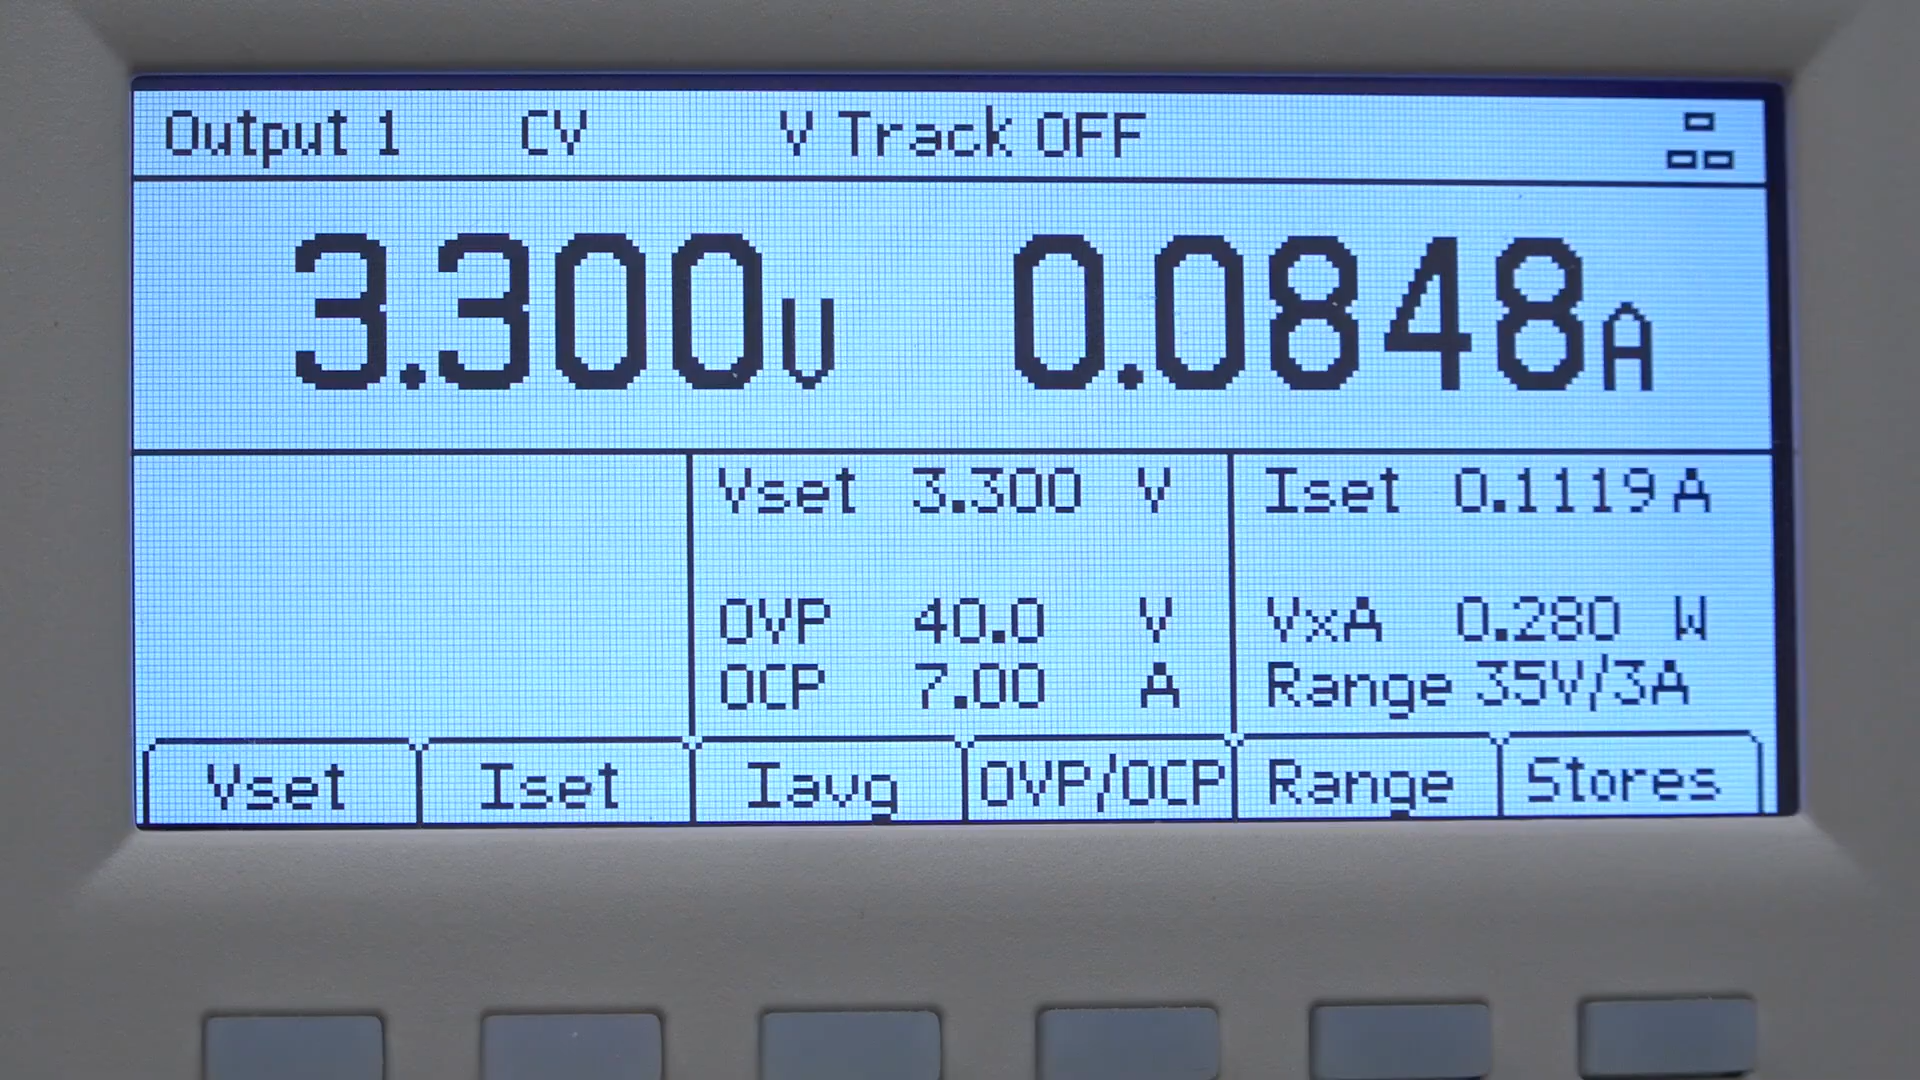 Output 1 CV V Track OFF
3.300V 0.0848A
Vset 3.300 V Iset 0.1119 A
OVP 40.0 V VxA 0.280 W
OCP 7.00 A Range 35V/3A
Vset Iset Iavg OVP/OCP Range Stores